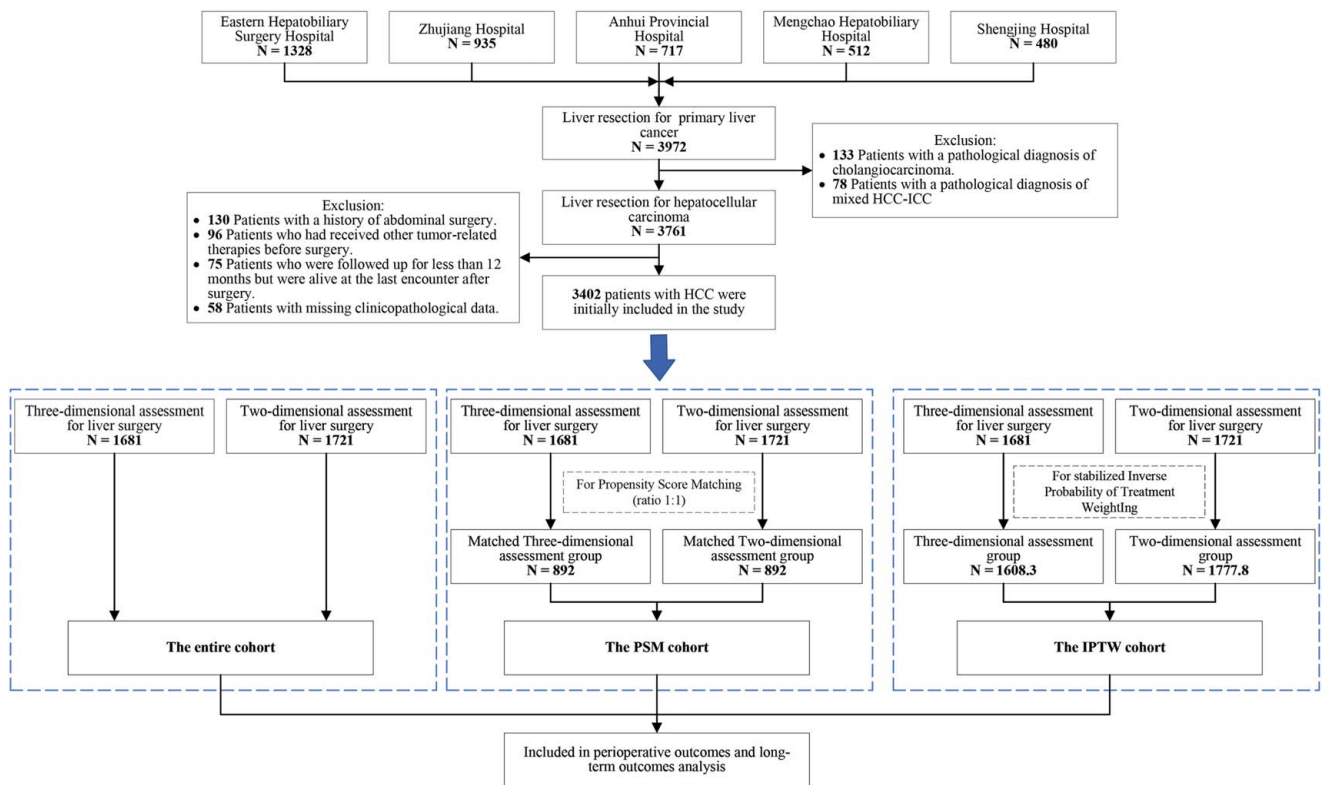 Eastern Hepatobiliary
Surgery Hospital
N = 1328
Zhujiang Hospital
N = 935
Anhui Provincial
Hospital
N = 717
Mengchao Hepatobiliary
Hospital
N = 512
Shengjing Hospital
N = 480
Liver resection for primary liver
cancer
N = 3972
Exclusion:
• 133 Patients with a pathological diagnosis of
cholangiocarcinoma.
• 78 Patients with a pathological diagnosis of
mixed HCC-ICC
Liver resection for hepatocellular
carcinoma
N = 3761
Exclusion:
• 130 Patients with a history of abdominal surgery.
• 96 Patients who had received other tumor-related
therapies before surgery.
• 75 Patients who were followed up for less than 12
months but were alive at the last encounter after
surgery.
• 58 Patients with missing clinicopathological data.
3402 patients with HCC were
initially included in the study
Three-dimensional assessment
for liver surgery
N = 1681
Two-dimensional assessment
for liver surgery
N = 1721
The entire cohort
Three-dimensional assessment
for liver surgery
N = 1681
Two-dimensional assessment
for liver surgery
N = 1721
For Propensity Score Matching
(ratio 1:1)
Matched Three-dimensional
assessment group
N = 892
Matched Two-dimensional
assessment group
N = 892
The PSM cohort
Three-dimensional assessment
for liver surgery
N = 1681
Two-dimensional assessment
for liver surgery
N = 1721
For stabilized Inverse
Probability of Treatment
WeightIng
Three-dimensional assessment
group
N = 1608.3
Two-dimensional assessment
group
N = 1777.8
The IPTW cohort
Included in perioperative outcomes and long-
term outcomes analysis